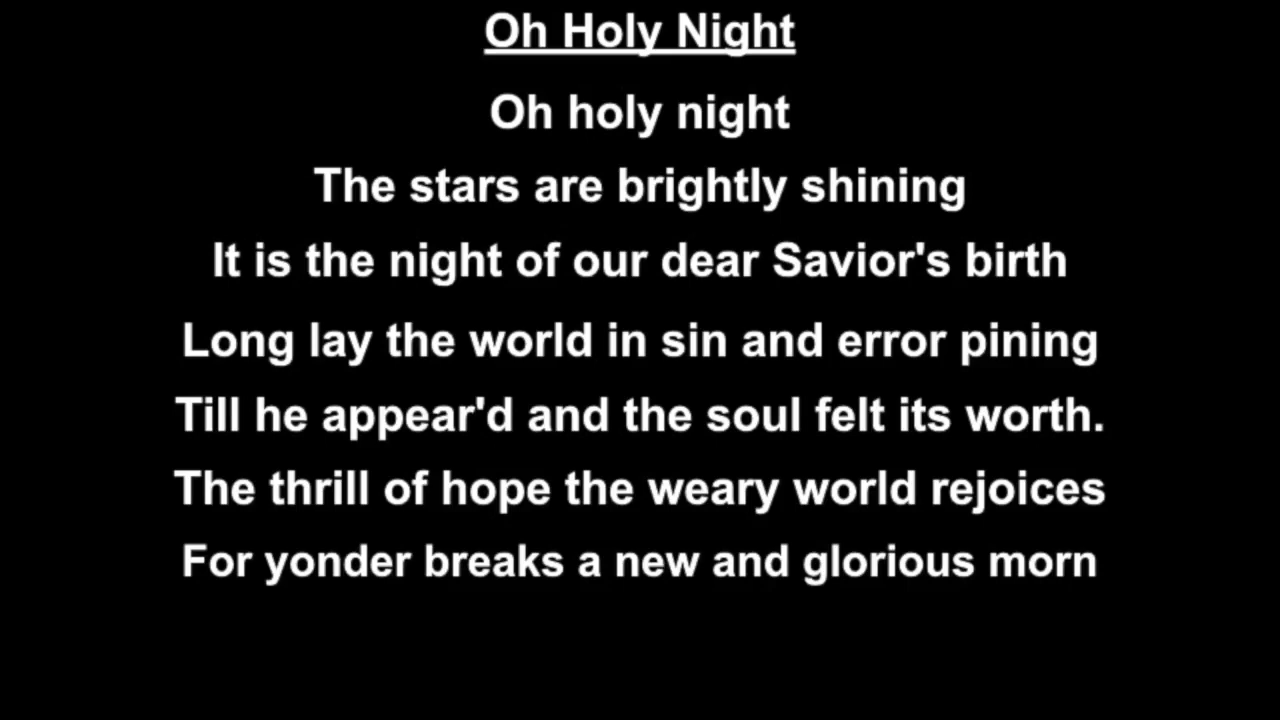 Oh Holy Night
Oh holy night
The stars are brightly shining
It is the night of our dear Savior's birth
Long lay the world in sin and error pining
Till he appear'd and the soul felt its worth.
The thrill of hope the weary world rejoices
For yonder breaks a new and glorious morn